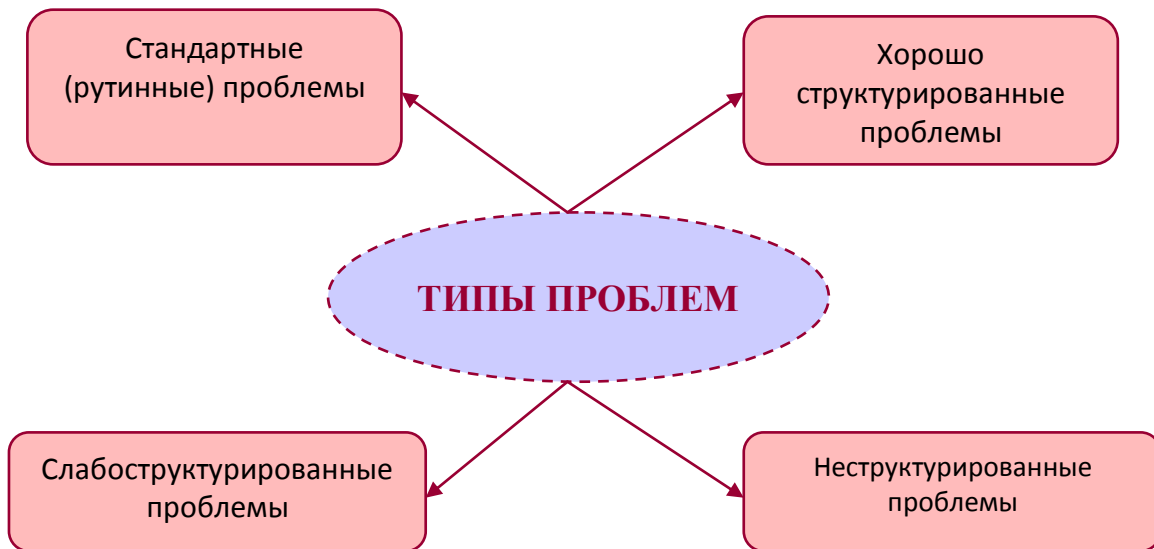 Стандартные
(рутинные) проблемы
Хорошо
структурированные
проблемы
ТИПЫ ПРОБЛЕМ
Слабоструктурированные
проблемы
Неструктурированные
проблемы